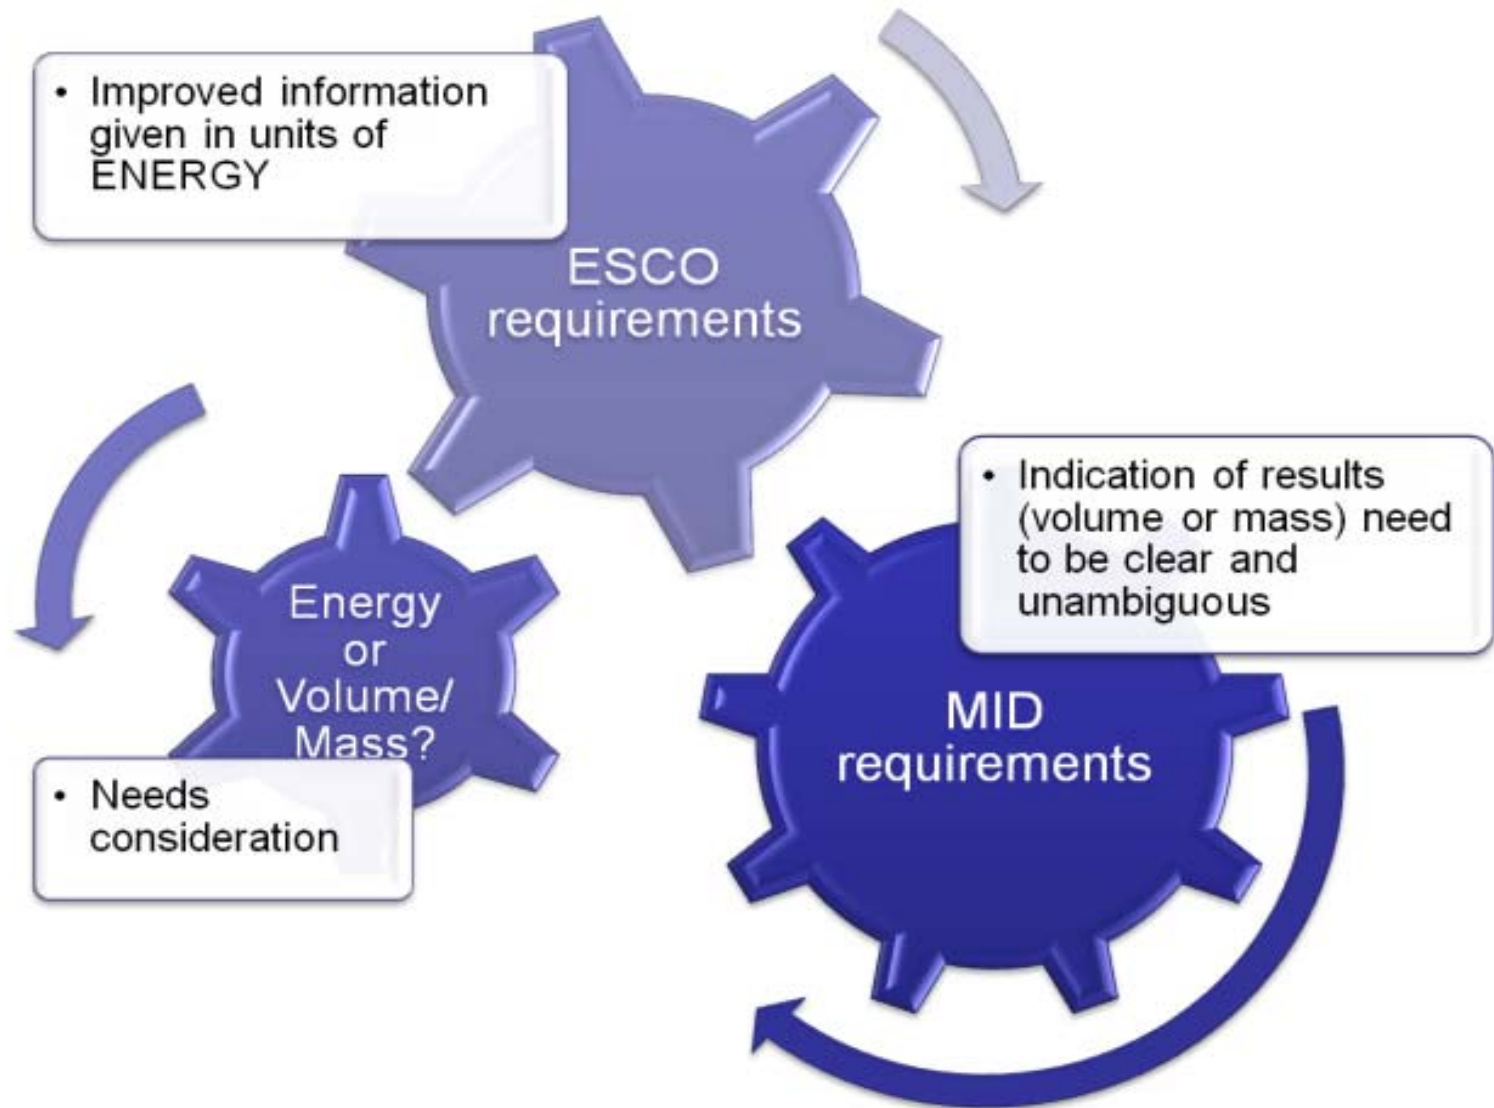 • Improved information
given in units of
ENERGY
ESCO
requirements
• Indication of results
(volume or mass) need
to be clear and
unambiguous
Energy
or
Volume/
Mass?
MID
requirements
• Needs
consideration